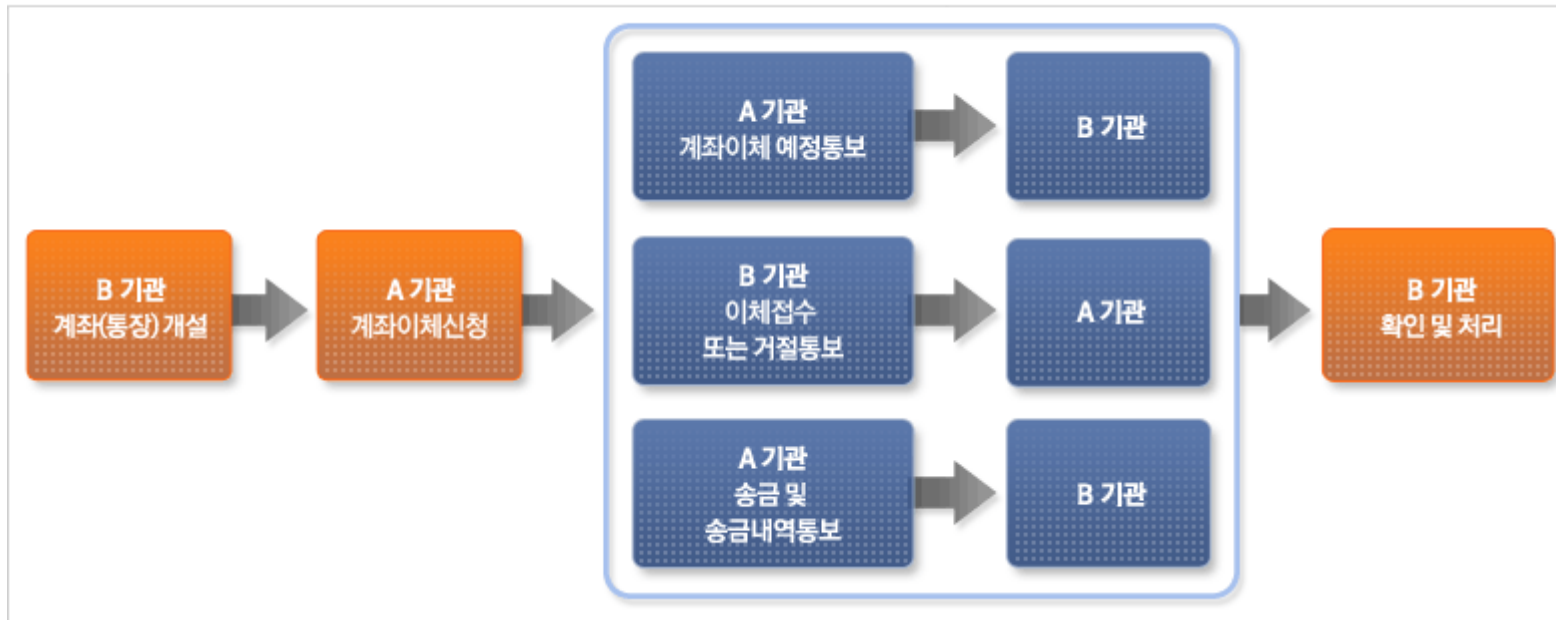 B 기관
계좌(통장) 개설
A 기관
계좌이체신청
A 기관
계좌이체 예정통보
B 기관
B 기관
이체접수
또는 거절통보
A 기관
A 기관
송금 및
송금내역통보
B 기관
B 기관
확인 및 처리